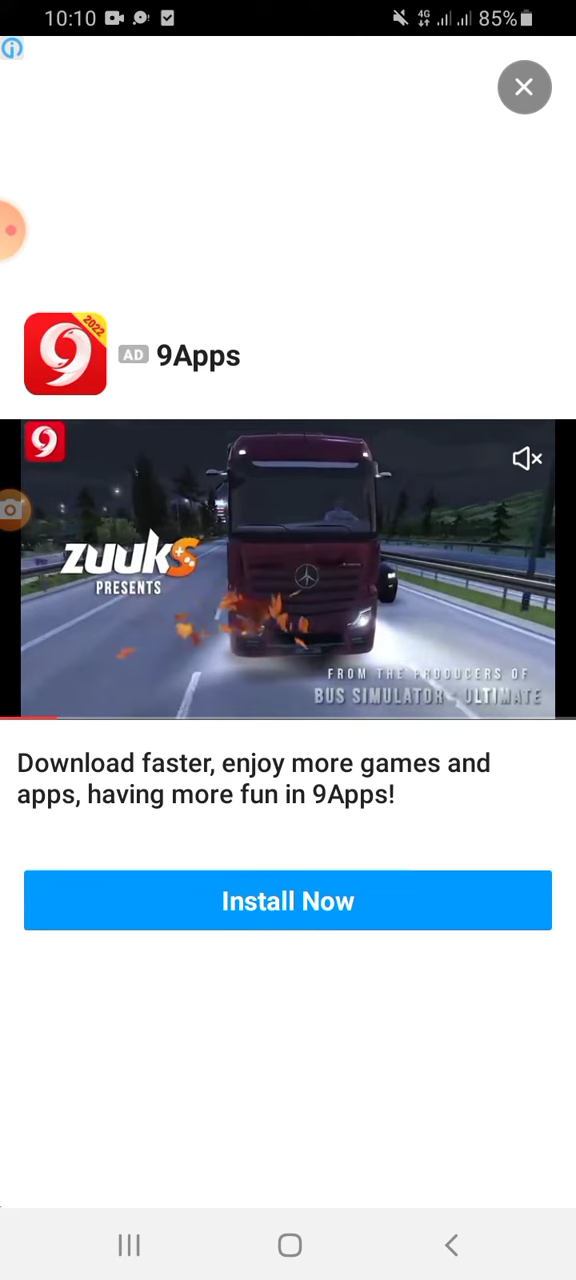 10:10
4G
85%
2022
AD 9Apps
zuuks
PRESENTS
FROM THE PRODUCERS OF
BUS SIMULATOR - ULTIMATE
Download faster, enjoy more games and
apps, having more fun in 9Apps!
Install Now